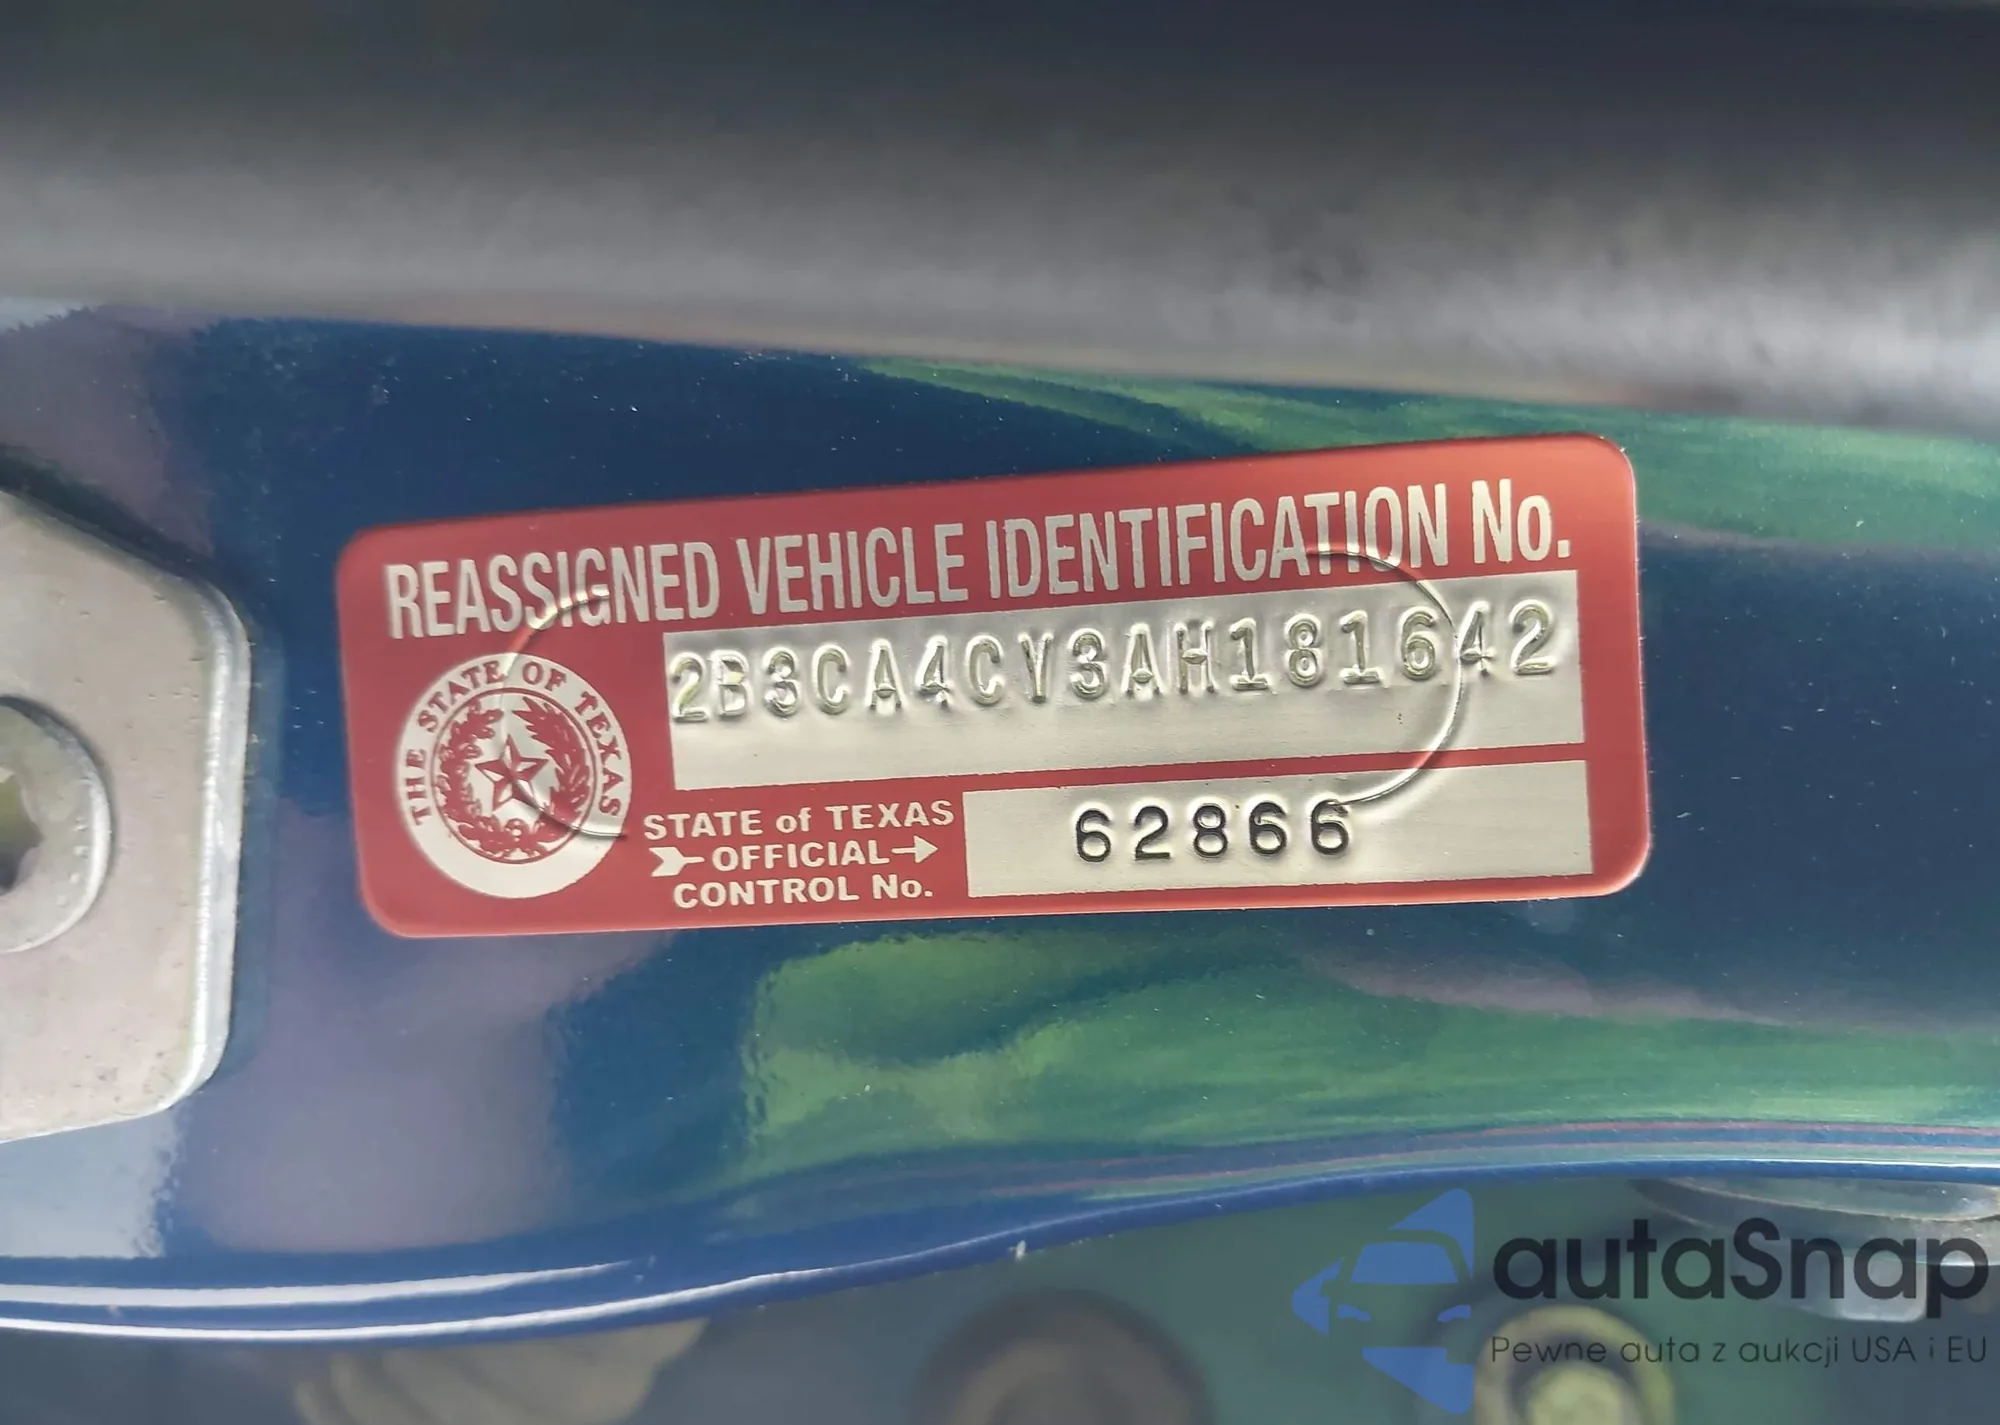 REASSIGNED VEHICLE IDENTIFICATION No.
2B3CA4CV3AH181642
THE STATE OF TEXAS
STATE of TEXAS
OFFICIAL
CONTROL No.
62866
autaSnap
Pewne auta z aukcji USA i EU